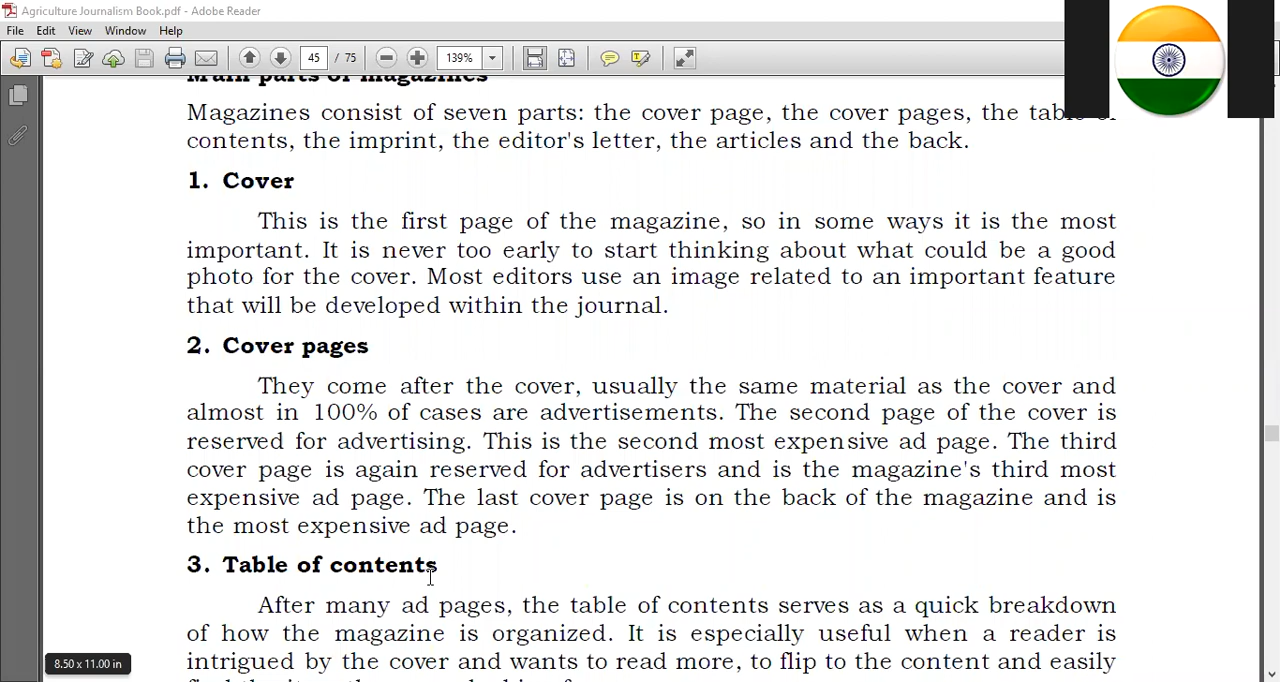 Agriculture Journalism Book.pdf - Adobe Reader
File Edit View Window Help
45 / 75 139%
Main parts of magazines
Magazines consist of seven parts: the cover page, the cover pages, the table of
contents, the imprint, the editor's letter, the articles and the back.
1. Cover
This is the first page of the magazine, so in some ways it is the most
important. It is never too early to start thinking about what could be a good
photo for the cover. Most editors use an image related to an important feature
that will be developed within the journal.
2. Cover pages
They come after the cover, usually the same material as the cover and
almost in 100% of cases are advertisements. The second page of the cover is
reserved for advertising. This is the second most expensive ad page. The third
cover page is again reserved for advertisers and is the magazine's third most
expensive ad page. The last cover page is on the back of the magazine and is
the most expensive ad page.
3. Table of contents
After many ad pages, the table of contents serves as a quick breakdown
of how the magazine is organized. It is especially useful when a reader is
intrigued by the cover and wants to read more, to flip to the content and easily
8.50 x 11.00 in